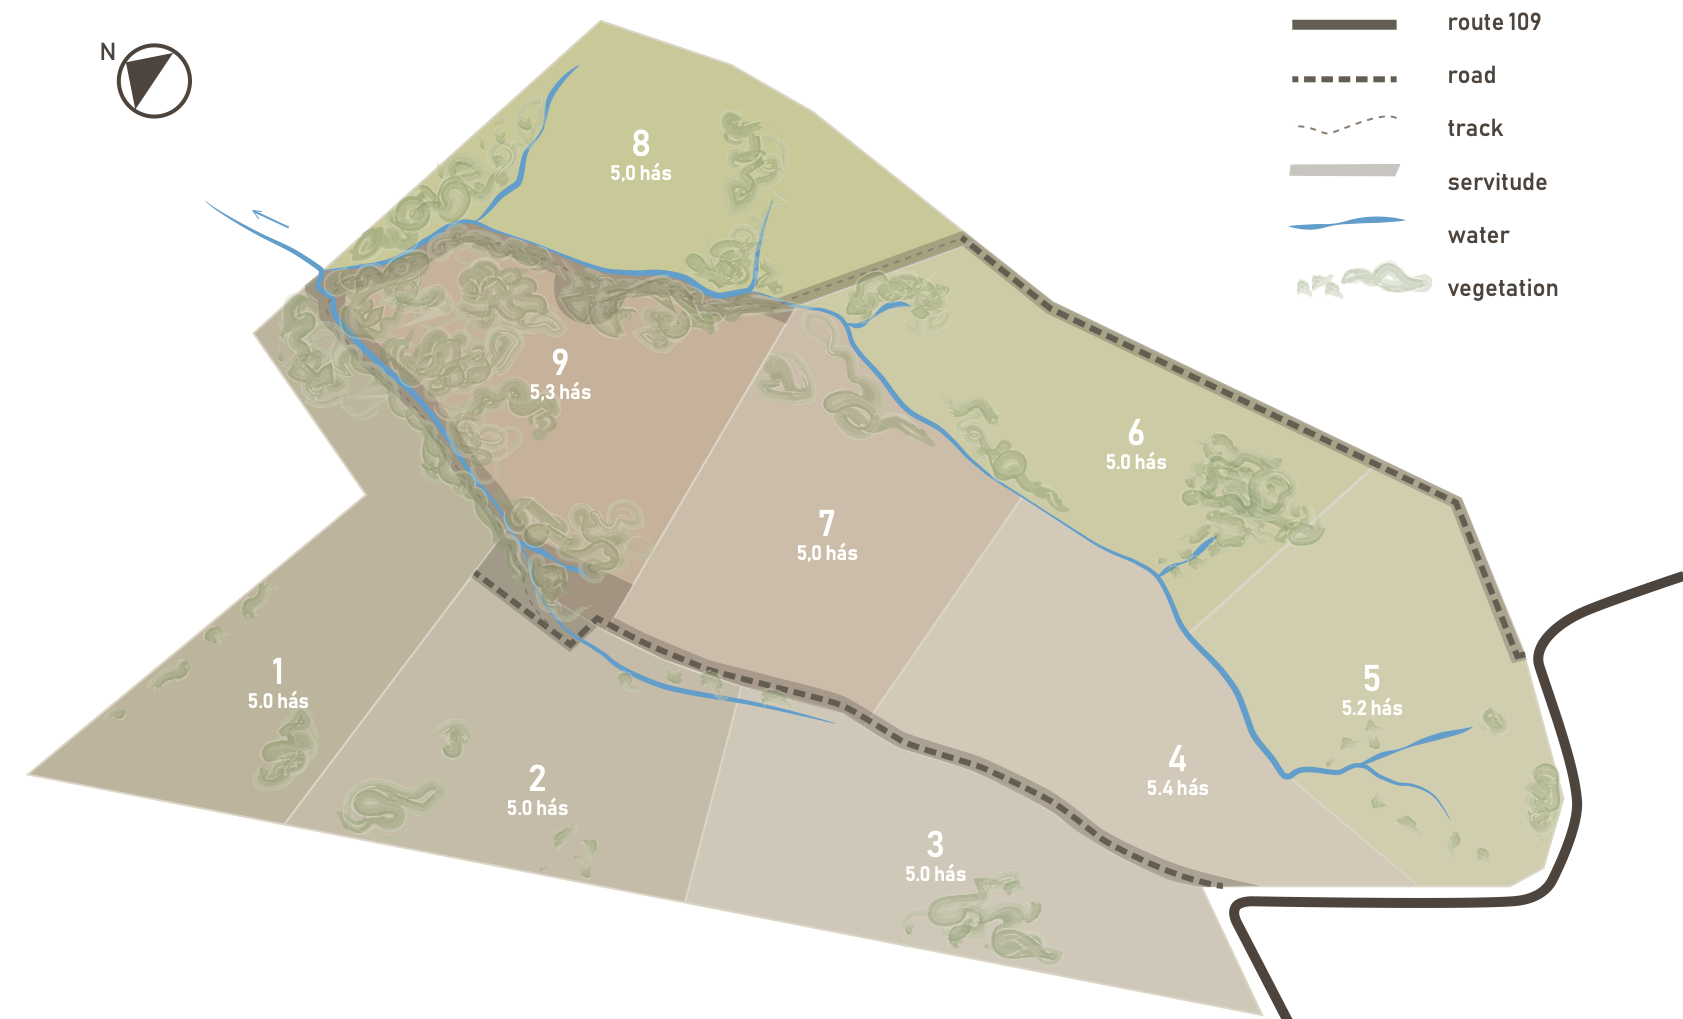 N
route 109
road
track
servitude
water
vegetation
8
5,0 hás
9
5,3 hás
6
5.0 hás
7
5,0 hás
1
5.0 hás
5
5.2 hás
2
5.0 hás
4
5.4 hás
3
5.0 hás